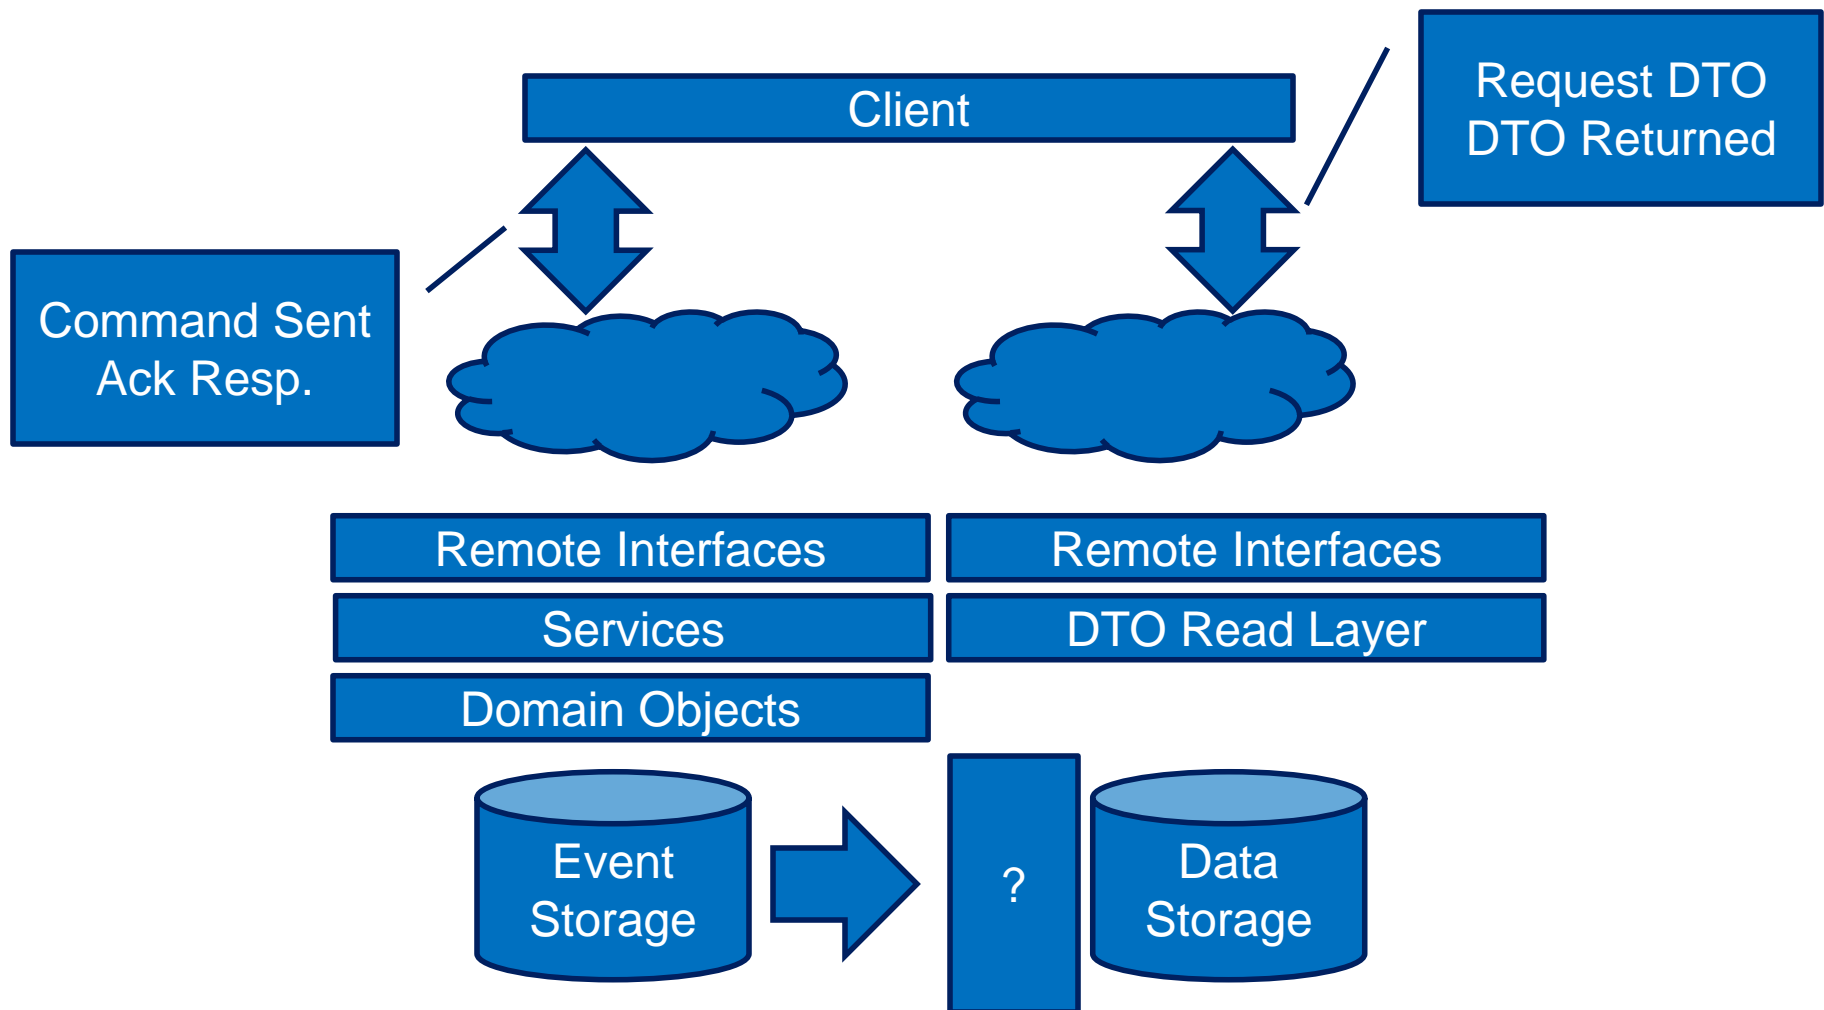 Client
Request DTO
DTO Returned
Command Sent
Ack Resp.
Remote Interfaces
Remote Interfaces
Services
DTO Read Layer
Domain Objects
Event
Storage
?
Data
Storage